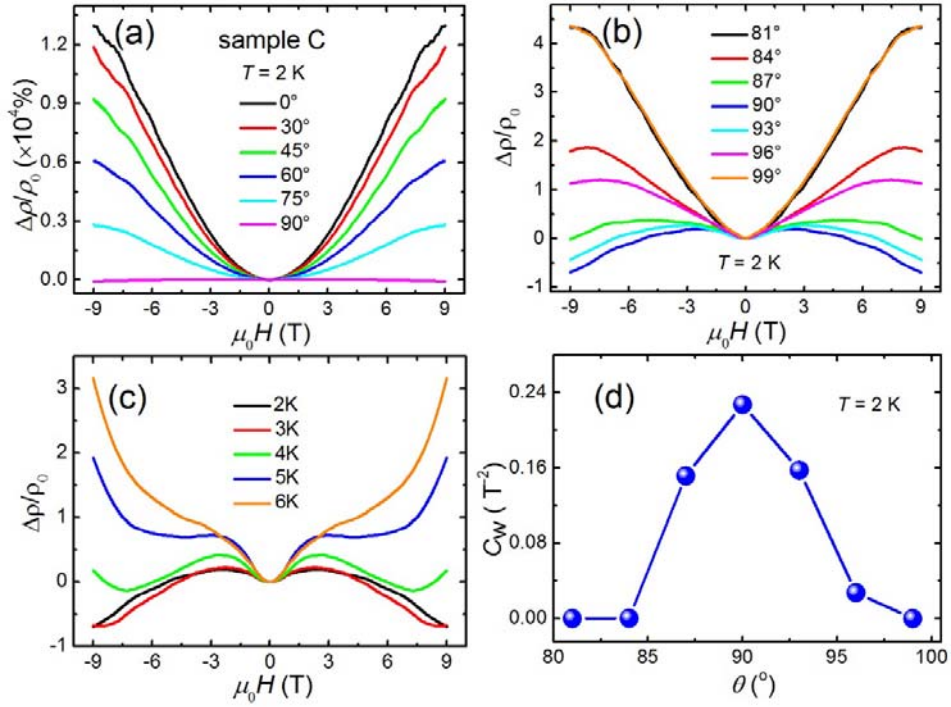 (a)
sample C
T = 2 K
0°
30°
45°
60°
75°
90°
Δρ/ρ₀ (×10⁴%)
1.2
0.9
0.6
0.3
0.0
-9 -6 -3 0 3 6 9
μ₀H (T)
(b)
81°
84°
87°
90°
93°
96°
99°
T = 2 K
Δρ/ρ₀
4
3
2
1
0
-1
-9 -6 -3 0 3 6 9
μ₀H (T)
(c)
2K
3K
4K
5K
6K
Δρ/ρ₀
3
2
1
0
-1
-9 -6 -3 0 3 6 9
μ₀H (T)
(d)
T = 2 K
C_W (T⁻²)
0.24
0.16
0.08
0.00
80 85 90 95 100
θ (°)